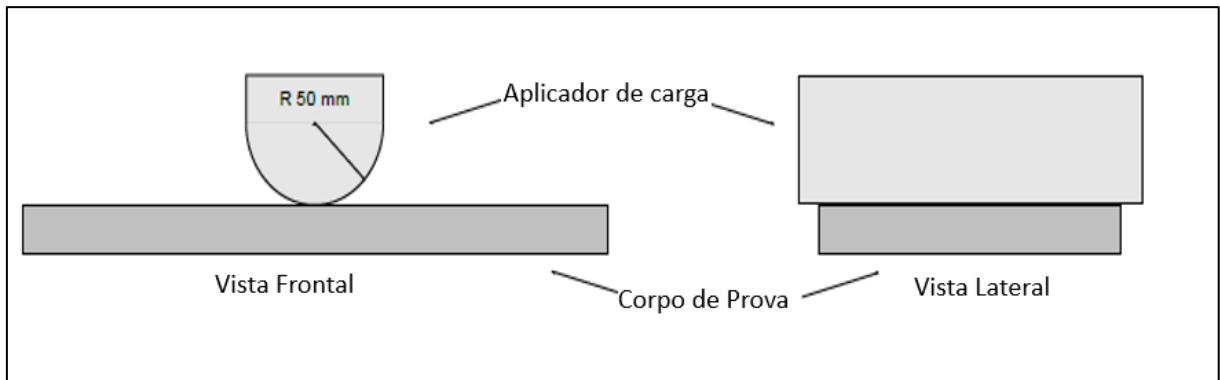 R 50 mm
Aplicador de carga
Vista Frontal
Corpo de Prova
Vista Lateral